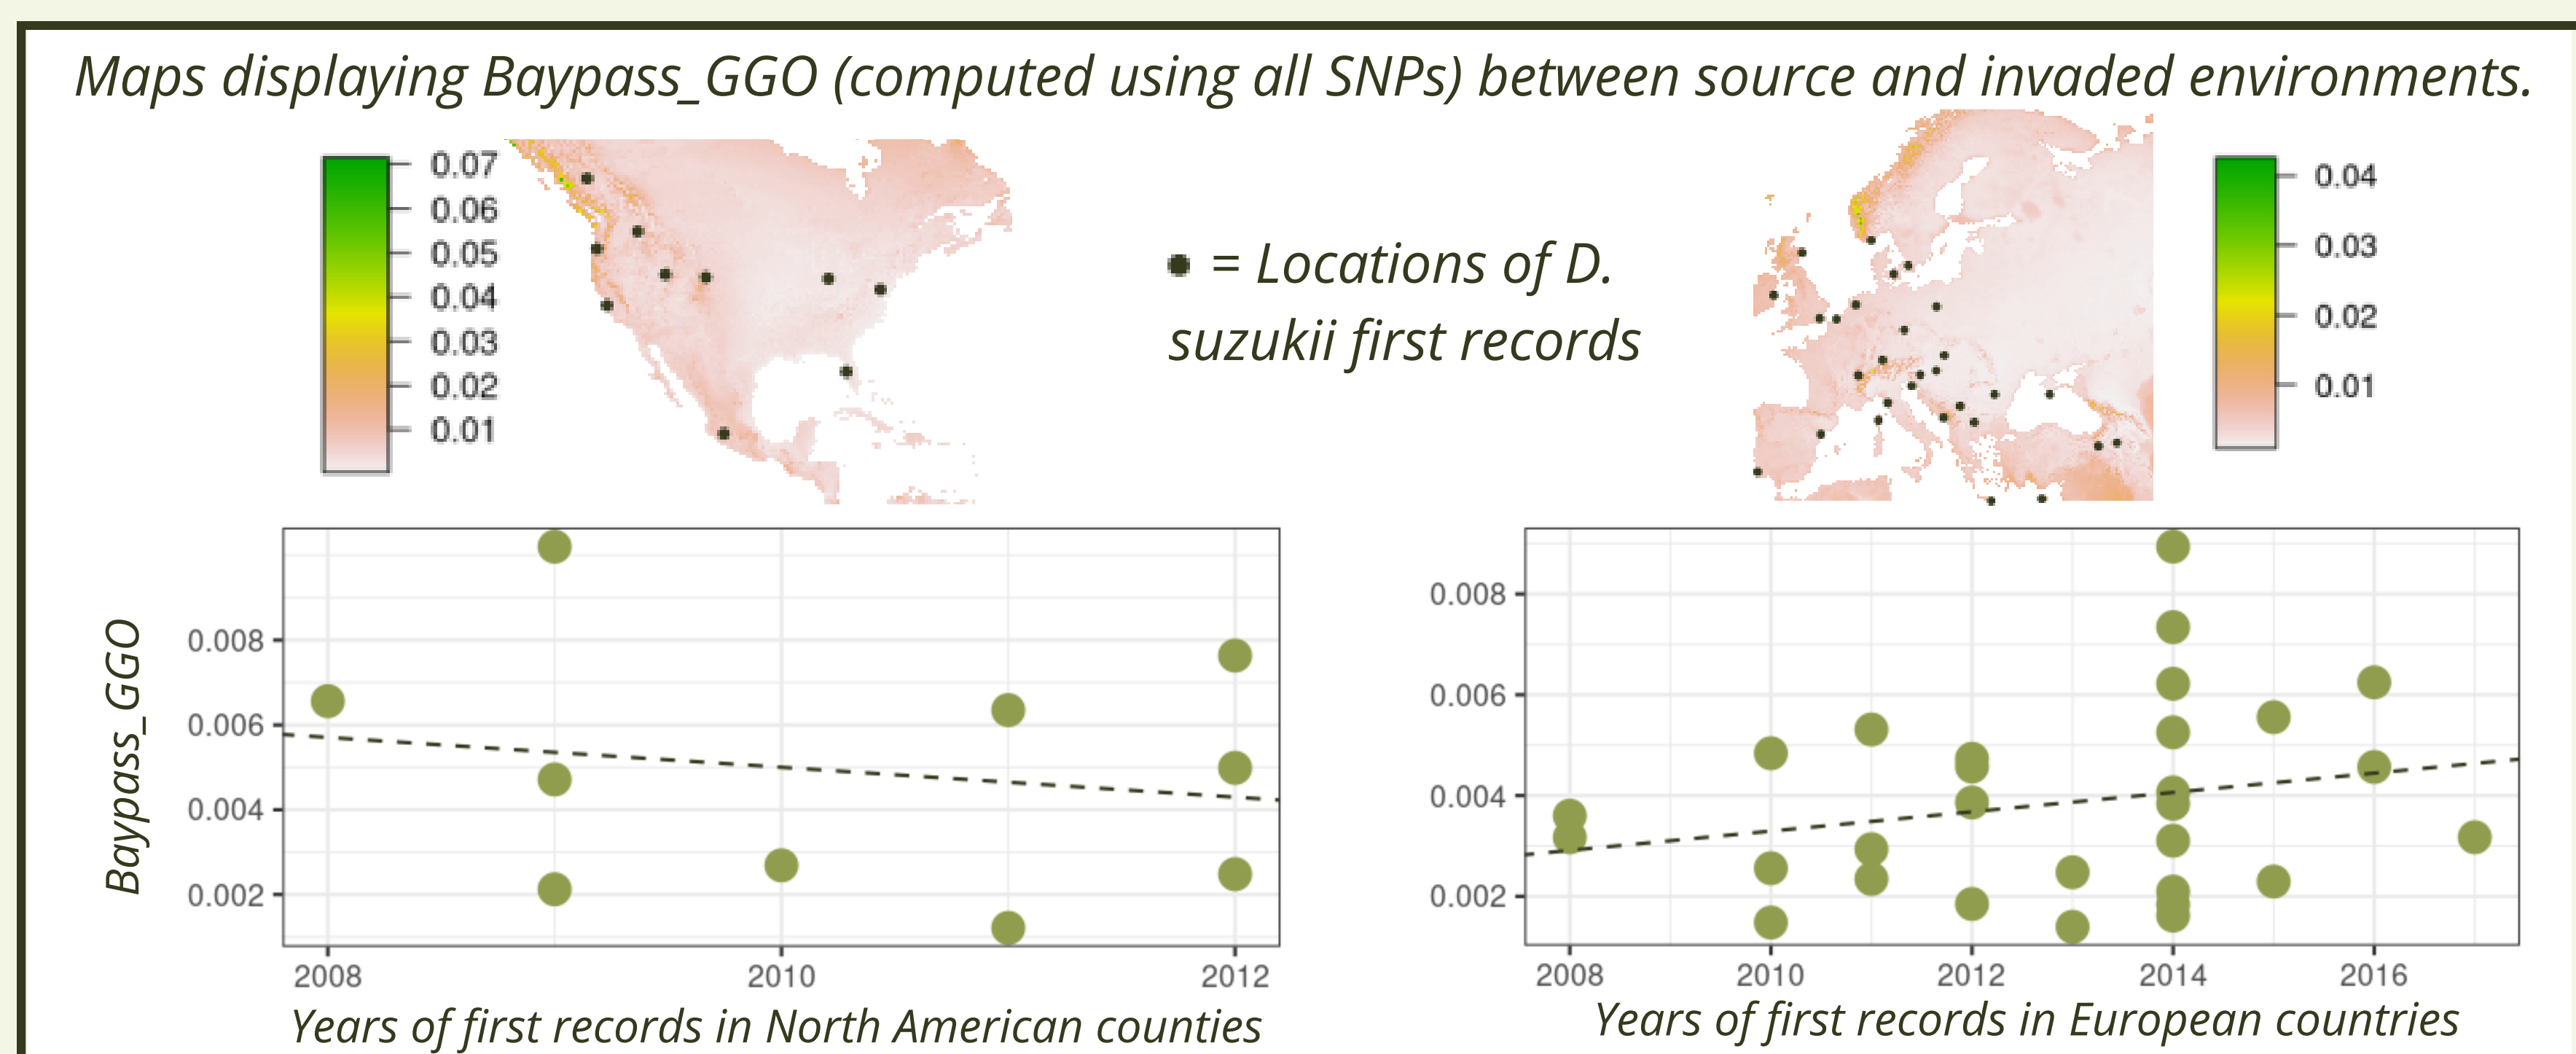 Maps displaying Baypass_GGO (computed using all SNPs) between source and invaded environments.
0.07
0.06
0.05
0.04
0.03
0.02
0.01
= Locations of D.
suzukii first records
0.04
0.03
0.02
0.01
Baypass_GGO
0.008
0.006
0.004
0.002
2008 2010 2012
Years of first records in North American counties
0.008
0.006
0.004
0.002
2008 2010 2012 2014 2016
Years of first records in European countries